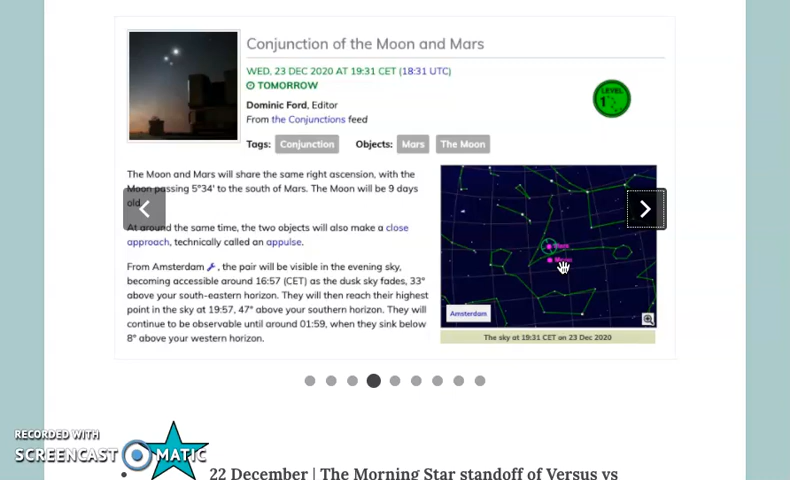 Conjunction of the Moon and Mars
WED, 23 DEC 2020 AT 19:31 CET (18:31 UTC)
TOMORROW
Dominic Ford, Editor
From the Conjunctions feed
LEVEL
1
Tags: Conjunction Objects: Mars The Moon
The Moon and Mars will share the same right ascension, with the
Moon passing 5°34' to the south of Mars. The Moon will be 9 days
old.
At around the same time, the two objects will also make a close
approach, technically called an appulse.
From Amsterdam , the pair will be visible in the evening sky,
becoming accessible around 16:57 (CET) as the dusk sky fades, 33°
above your south-eastern horizon. They will then reach their highest
point in the sky at 19:57, 47° above your southern horizon. They will
continue to be observable until around 01:59, when they sink below
8° above your western horizon.
Mars
Moon
Amsterdam
The sky at 19:31 CET on 23 Dec 2020
RECORDED WITH
SCREENCAST MATIC
22 December | The Morning Star standoff of Versus vs